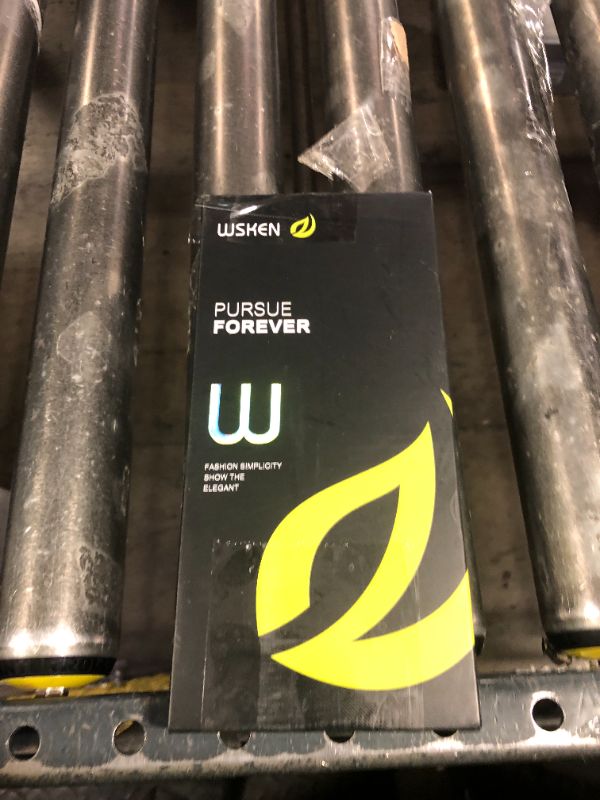 WSKEN
PURSUE
FOREVER
W
FASHION SIMPLICITY
SHOW THE
ELEGANT